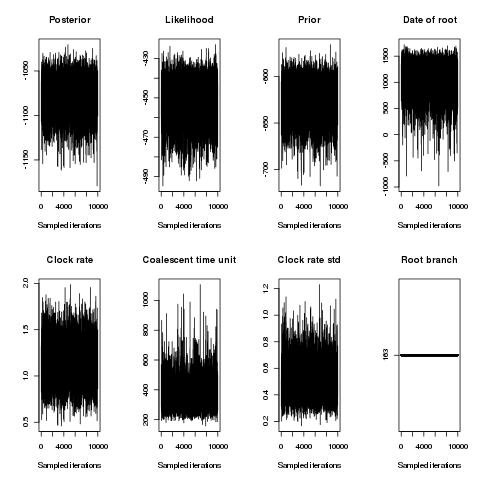 Posterior
Likelihood
Prior
Date of root
-1050
-1100
-1150
0 4000 10000
Sampled iterations
-430
-450
-470
-490
0 4000 10000
Sampled iterations
-600
-650
-700
0 4000 10000
Sampled iterations
1500
1000
500
0
-500
-1000
0 4000 10000
Sampled iterations
Clock rate
Coalescent time unit
Clock rate std
Root branch
2.0
1.5
1.0
0.5
0 4000 10000
Sampled iterations
1000
800
600
400
200
0 4000 10000
Sampled iterations
1.2
1.0
0.8
0.6
0.4
0.2
0 4000 10000
Sampled iterations
163
0 4000 10000
Sampled iterations